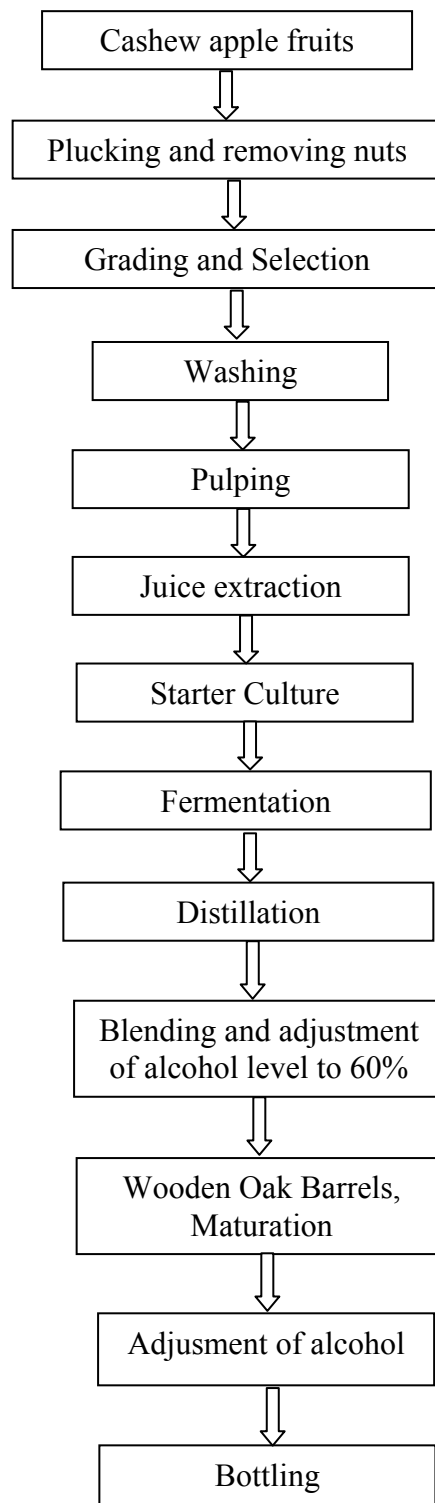 Cashew apple fruits
Plucking and removing nuts
Grading and Selection
Washing
Pulping
Juice extraction
Starter Culture
Fermentation
Distillation
Blending and adjustment
of alcohol level to 60%
Wooden Oak Barrels,
Maturation
Adjusment of alcohol
Bottling